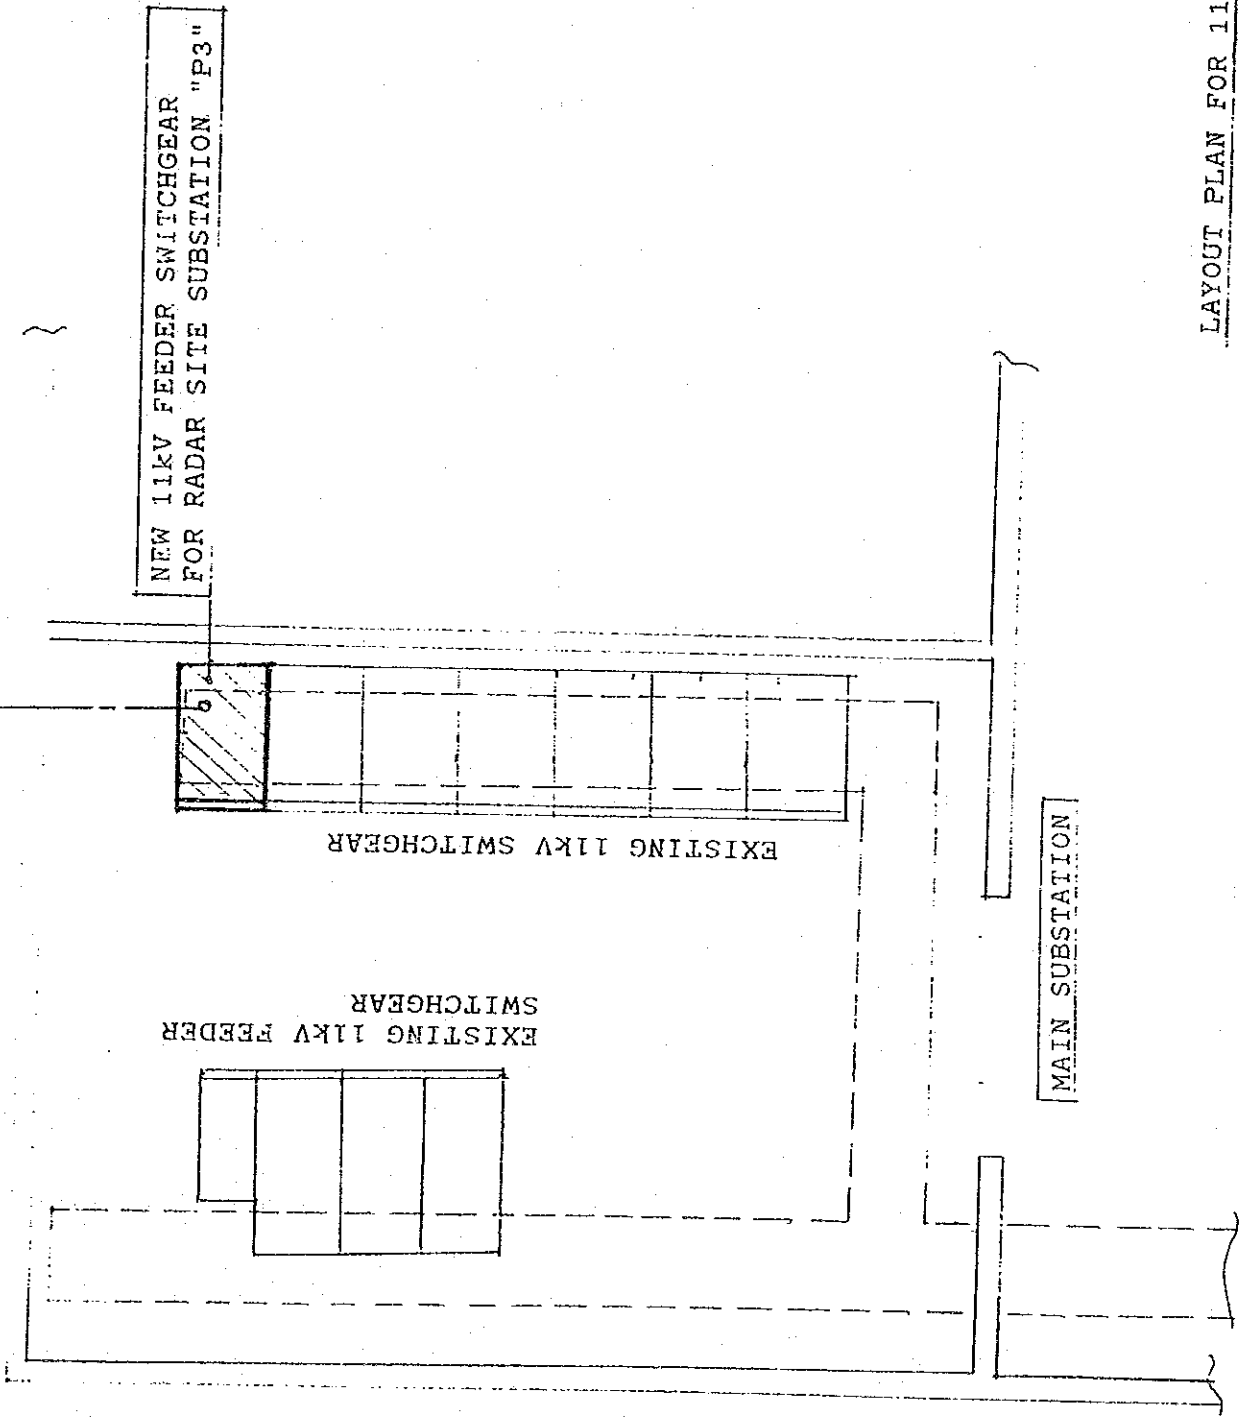 NEW 11kV FEEDER SWITCHGEAR
FOR RADAR SITE SUBSTATION "P3"
EXISTING 11kV SWITCHGEAR
EXISTING 11kV FEEDER
SWITCHGEAR
MAIN SUBSTATION
LAYOUT PLAN FOR 11